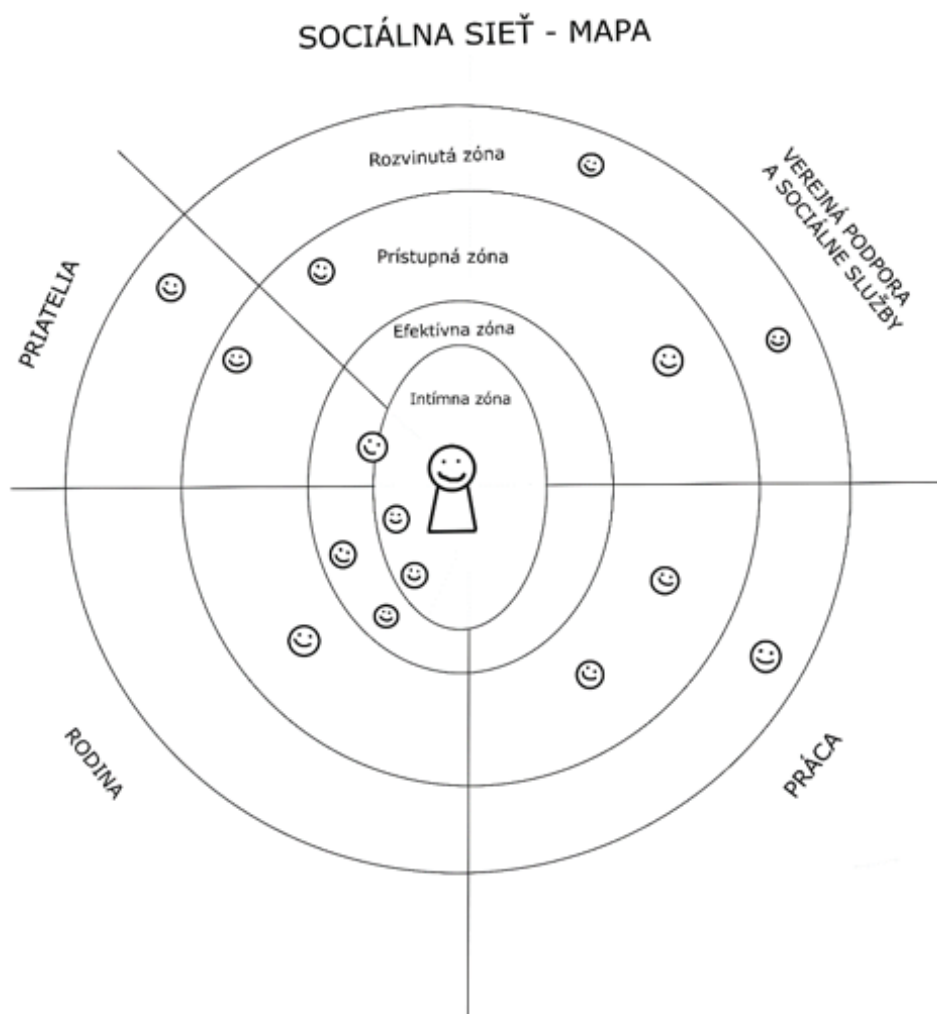 SOCIÁLNA SIEŤ - MAPA
Rozvinutá zóna
VEREJNÁ PODPORA
A SOCIÁLNE SLUŽBY
Prístupná zóna
PRIATELIA
Efektívna zóna
Intímna zóna
RODINA
PRÁCA